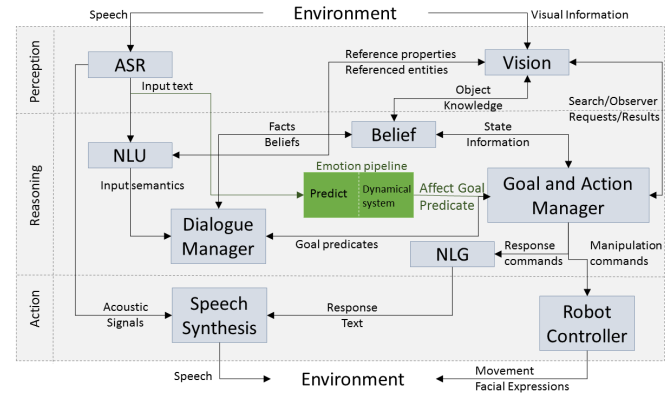 Speech
Environment
Visual Information
Perception
ASR
Reference properties
Referenced entities
Vision
Input text
Object
Knowledge
Search/Observer
Requests/Results
Reasoning
Facts
Beliefs
Belief
State
Information
NLU
Emotion pipeline
Input semantics
Predict
Dynamical
system
Affect Goal
Predicate
Goal and Action
Manager
Dialogue
Manager
Goal predicates
NLG
Response
commands
Manipulation
commands
Action
Acoustic
Signals
Speech
Synthesis
Response
Text
Robot
Controller
Speech
Environment
Movement
Facial Expressions